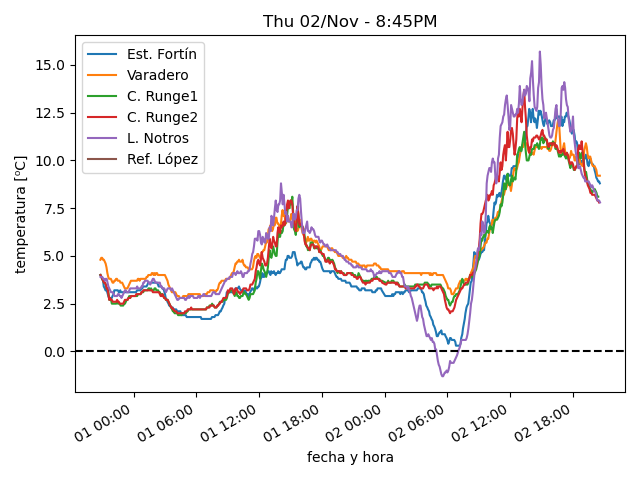 Thu 02/Nov - 8:45PM
Est. Fortín
Varadero
C. Runge1
C. Runge2
L. Notros
Ref. López
temperatura [ºC]
15.0
12.5
10.0
7.5
5.0
2.5
0.0
01 00:00
01 06:00
01 12:00
01 18:00
02 00:00
02 06:00
02 12:00
02 18:00
fecha y hora